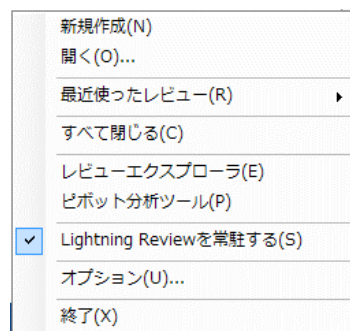 新規作成(N)
開く(O)...
最近使ったレビュー(R)
すべて閉じる(C)
レビューエクスプローラ(E)
ピボット分析ツール(P)
Lightning Reviewを常駐する(S)
オプション(U)...
終了(X)